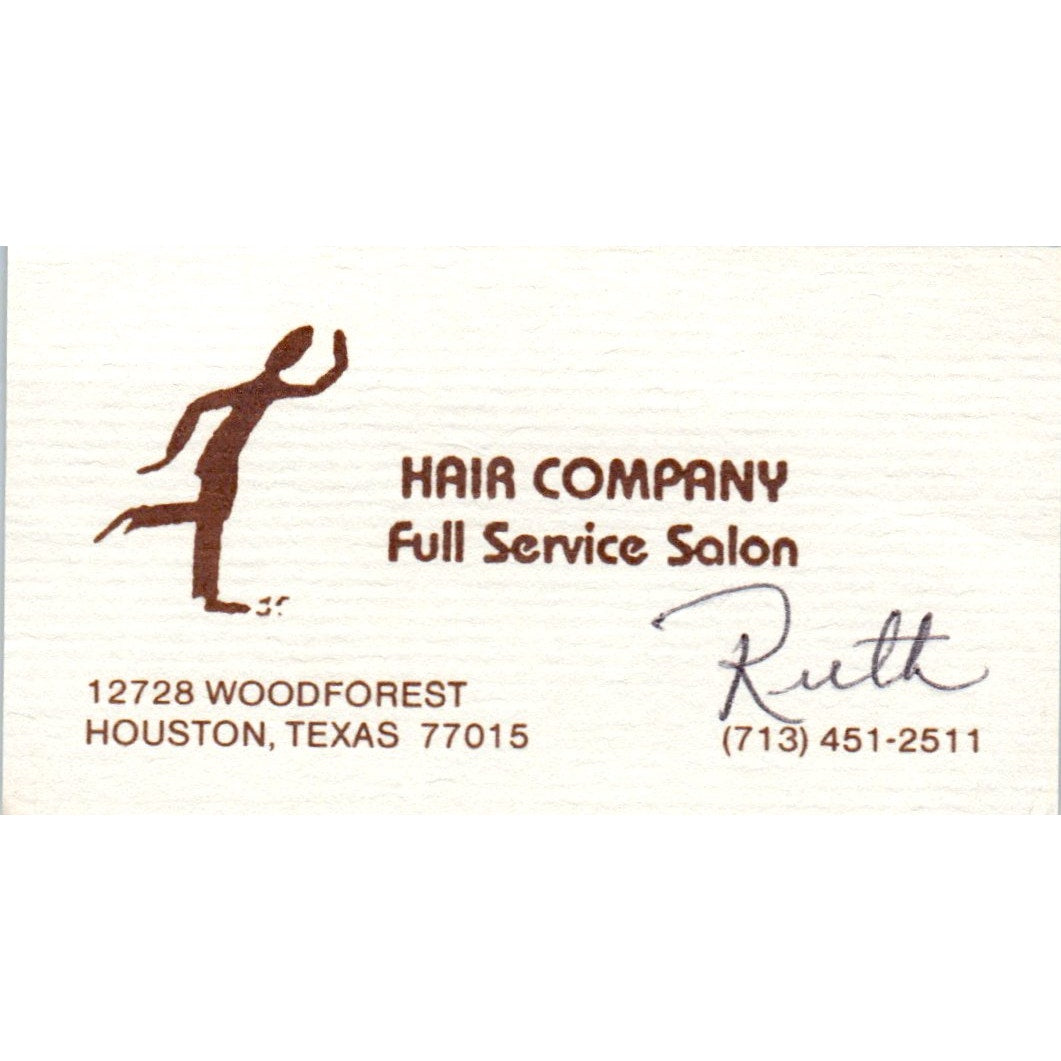 HAIR COMPANY
Full Service Salon
Ruth
12728 WOODFOREST
HOUSTON, TEXAS 77015
(713) 451-2511